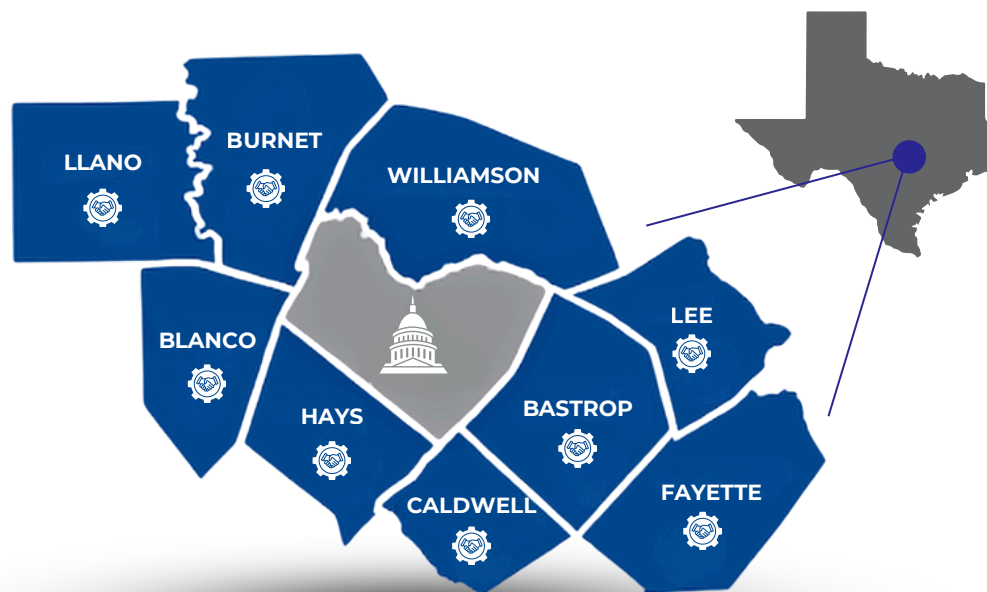 BURNET
LLANO
WILLIAMSON
LEE
BLANCO
BASTROP
HAYS
FAYETTE
CALDWELL